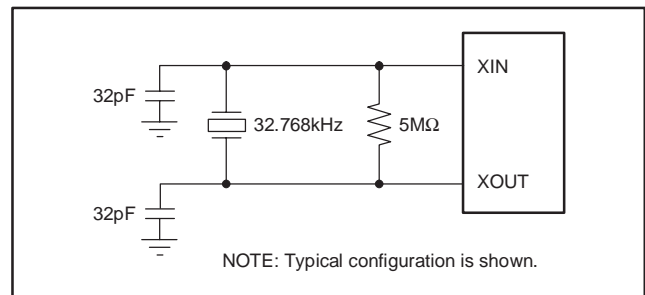 XIN
32pF
32.768kHz
5MΩ
XOUT
32pF
NOTE: Typical configuration is shown.